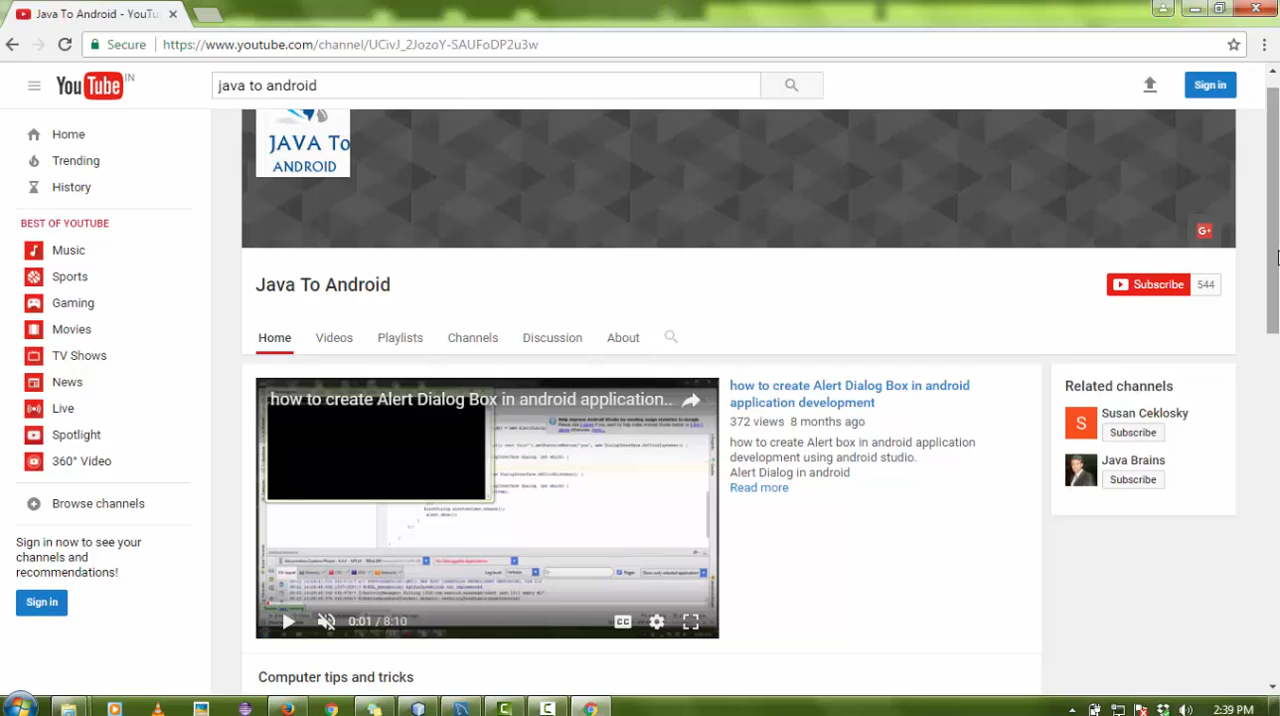 Java To Android - YouTu
Secure
https://www.youtube.com/channel/UCivJ_2JozoY-SAUFoDP2u3w
YouTube IN
java to android
Sign in
Home
Trending
History
BEST OF YOUTUBE
Music
Sports
Gaming
Movies
TV Shows
News
Live
Spotlight
360° Video
Browse channels
Sign in now to see your
channels and
recommendations!
Sign in
JAVA To
ANDROID
G+
Java To Android
Subscribe 544
Home Videos Playlists Channels Discussion About
how to create Alert Dialog Box in android application...
0:01 / 8:10
CC
how to create Alert Dialog Box in android
application development
372 views 8 months ago
how to create Alert box in android application
development using android studio.
Alert Dialog in android
Read more
Related channels
S
Susan Ceklosky
Subscribe
Java Brains
Subscribe
Computer tips and tricks
2:39 PM